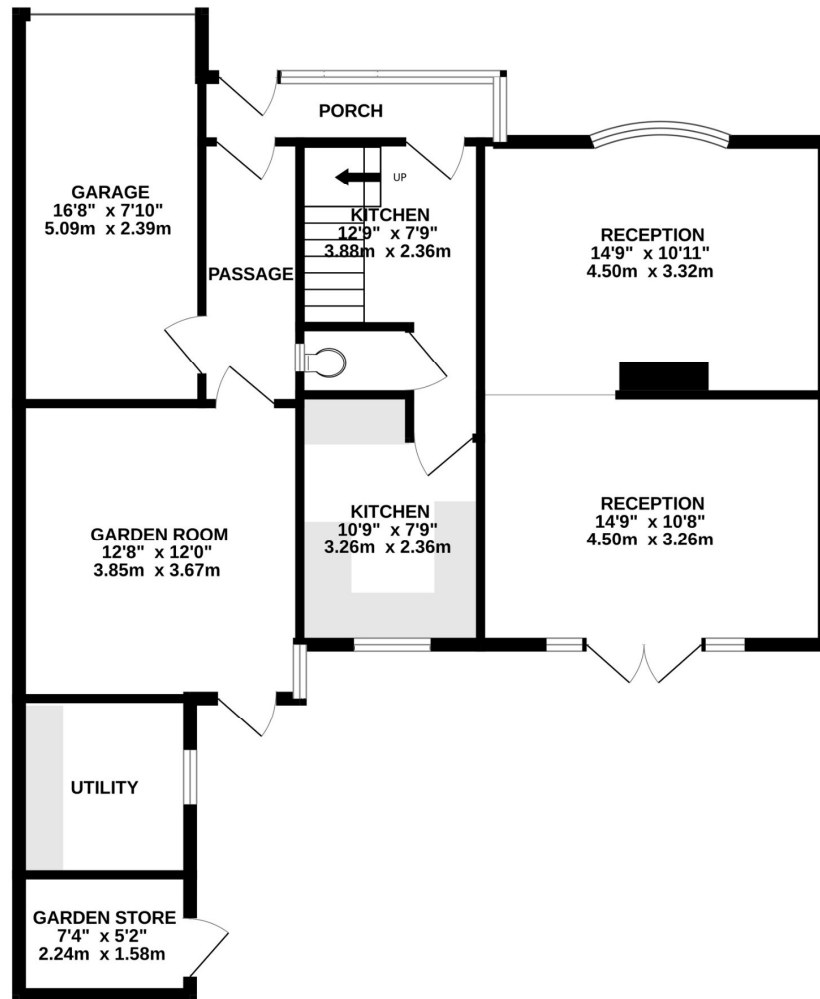 PORCH
UP
GARAGE
16'8" x 7'10"
5.09m x 2.39m
KITCHEN
12'9" x 7'9"
3.88m x 2.36m
RECEPTION
14'9" x 10'11"
4.50m x 3.32m
PASSAGE
GARDEN ROOM
12'8" x 12'0"
3.85m x 3.67m
KITCHEN
10'9" x 7'9"
3.26m x 2.36m
RECEPTION
14'9" x 10'8"
4.50m x 3.26m
UTILITY
GARDEN STORE
7'4" x 5'2"
2.24m x 1.58m